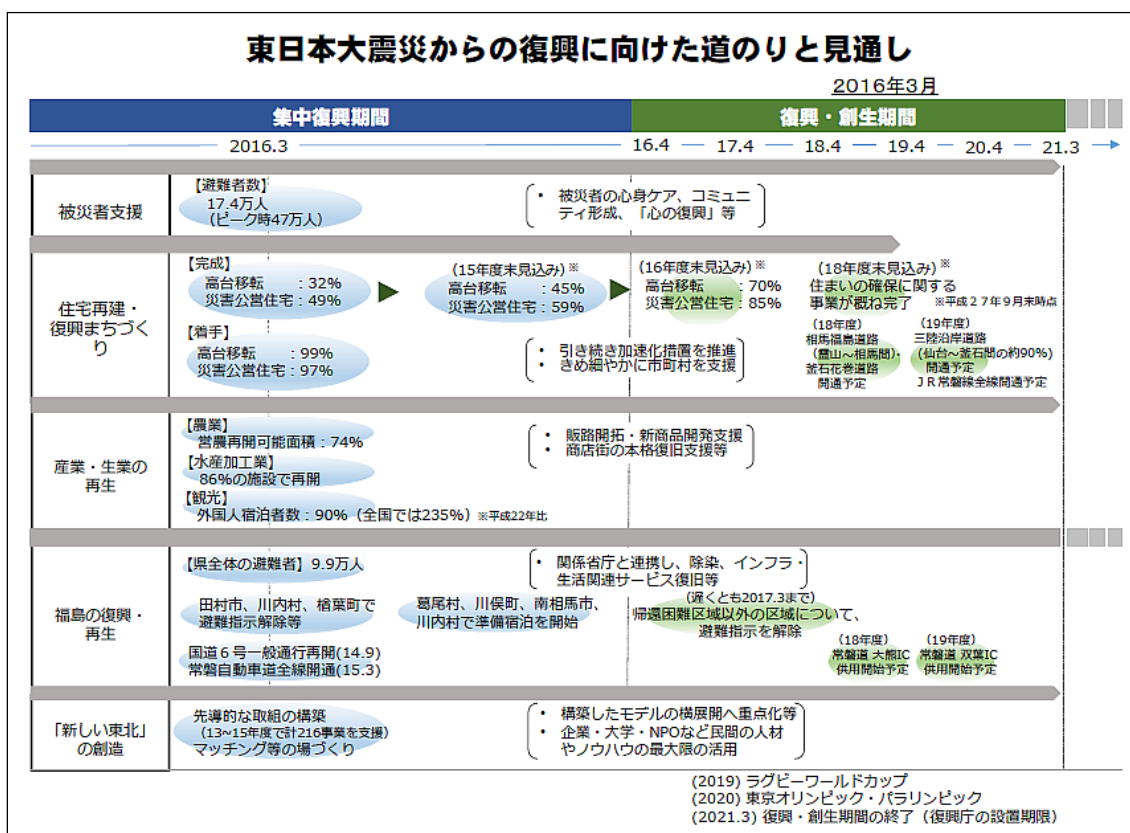 東日本大震災からの復興に向けた道のりと見通し
2016年3月
集中復興期間
復興・創生期間
2016.3
16.4
17.4
18.4
19.4
20.4
21.3
被災者支援
【避難者数】
17.4万人
(ピーク時47万人)
・ 被災者の心身ケア、コミュニ
ティ形成、「心の復興」等
住宅再建・
復興まちづく
り
【完成】
高台移転 :32%
災害公営住宅:49%
(15年度末見込み)※
高台移転 :45%
災害公営住宅:59%
(16年度末見込み)※
高台移転 :70%
災害公営住宅:85%
(18年度末見込み)※
住まいの確保に関する
事業が概ね完了 ※平成27年9月末時点
【着手】
高台移転 :99%
災害公営住宅:97%
・ 引き続き加速化措置を推進
・ きめ細やかに市町村を支援
(18年度)
相馬福島道路
(霊山~相馬間)・
釜石花巻道路
開通予定
(19年度)
三陸沿岸道路
(仙台~釜石間の約90%)
開通予定
JR常磐線全線開通予定
産業・生業の
再生
【農業】
営農再開可能面積:74%
【水産加工業】
86%の施設で再開
【観光】
外国人宿泊者数:90%(全国では235%)※平成22年比
・ 販路開拓・新商品開発支援
・ 商店街の本格復旧支援等
福島の復興・
再生
【県全体の避難者】9.9万人
・ 関係省庁と連携し、除染、インフラ・
生活関連サービス復旧等
田村市、川内村、楢葉町で
避難指示解除等
葛尾村、川俣町、南相馬市、
川内村で準備宿泊を開始
(遅くとも2017.3まで)
帰還困難区域以外の区域について、
避難指示を解除
国道6号一般通行再開(14.9)
常磐自動車道全線開通(15.3)
(18年度)
常磐道 大熊IC
供用開始予定
(19年度)
常磐道 双葉IC
供用開始予定
「新しい東北」
の創造
先導的な取組の構築
(13~15年度で計216事業を支援)
マッチング等の場づくり
・ 構築したモデルの横展開へ重点化等
・ 企業・大学・NPOなど民間の人材
やノウハウの最大限の活用
(2019) ラグビーワールドカップ
(2020) 東京オリンピック・パラリンピック
(2021.3) 復興・創生期間の終了(復興庁の設置期限)